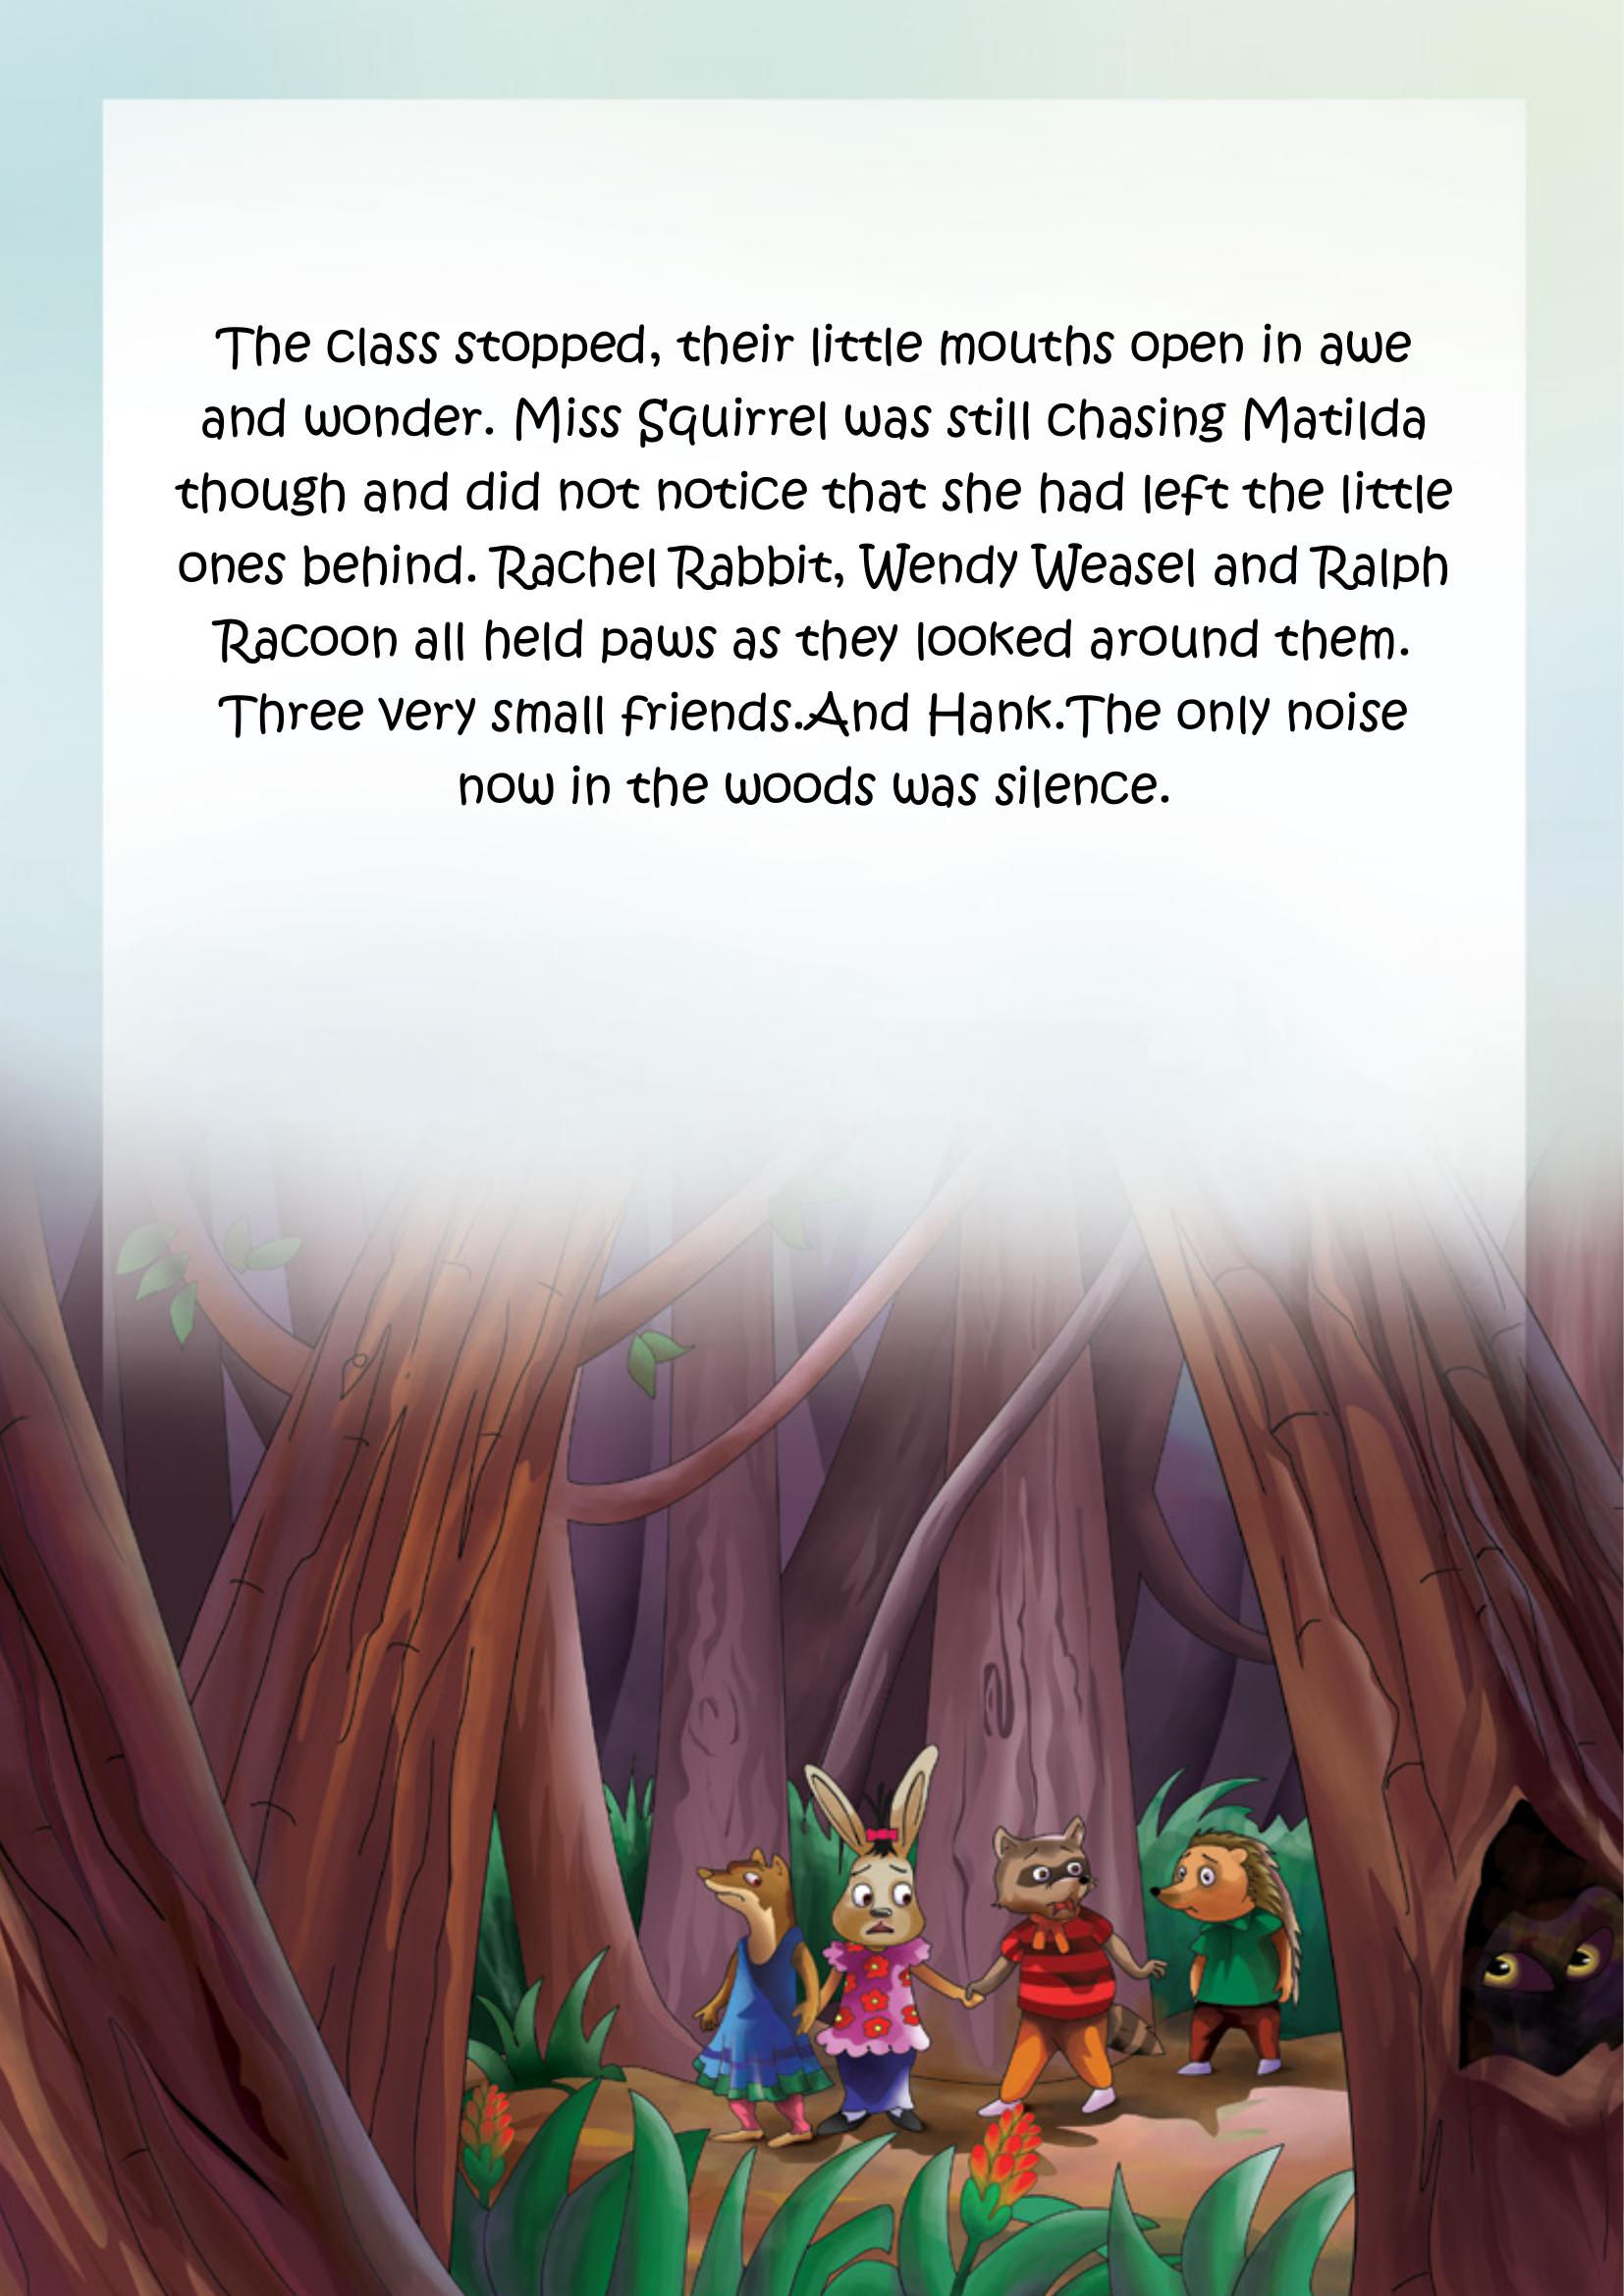 The class stopped, their little mouths open in awe
and wonder. Miss Squirrel was still chasing Matilda
though and did not notice that she had left the little
ones behind. Rachel Rabbit, Wendy Weasel and Ralph
Racoon all held paws as they looked around them.
Three very small friends.And Hank.The only noise
now in the woods was silence.